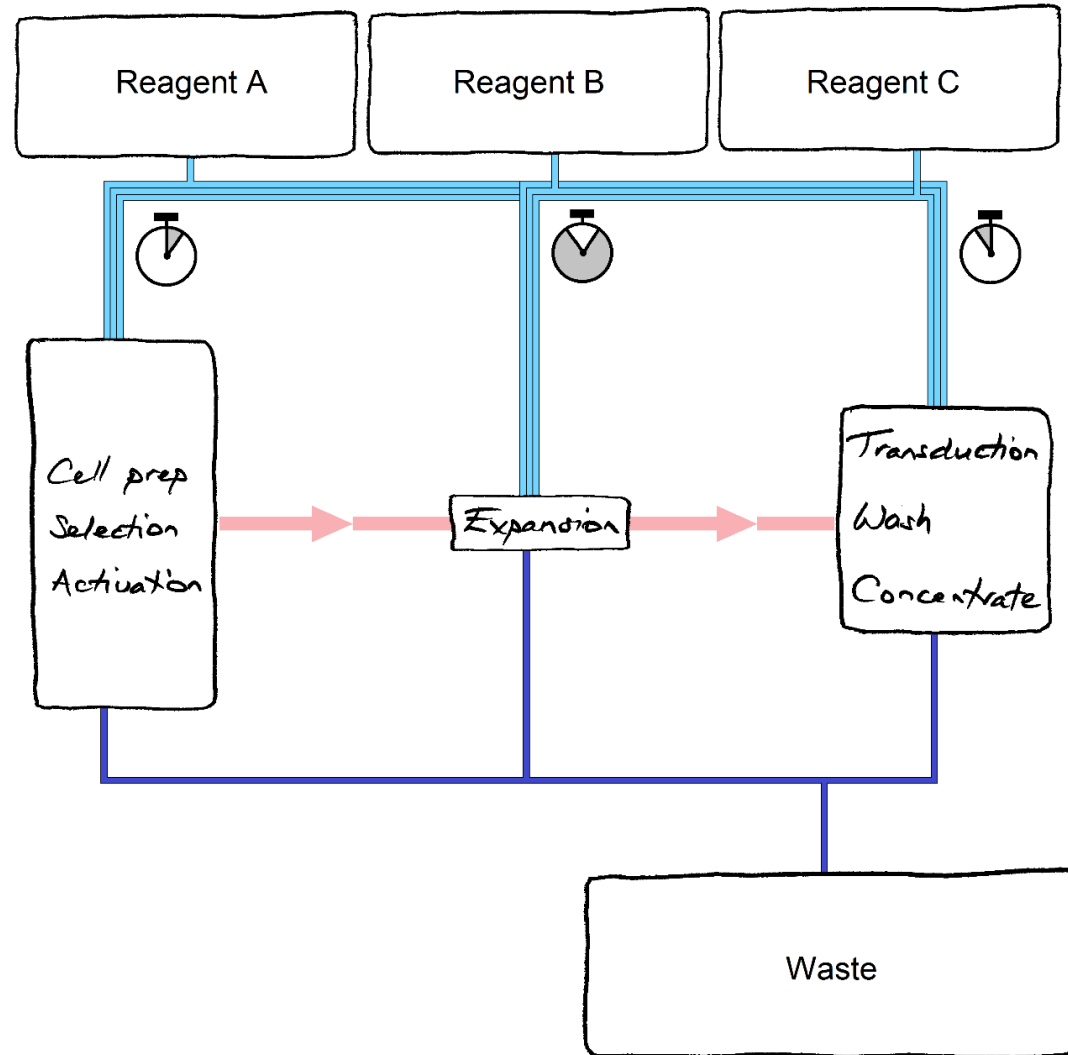 Reagent A
Reagent B
Reagent C
Cell prep
Selection
Activation
Expansion
Transduction
Wash
Concentrate
Waste